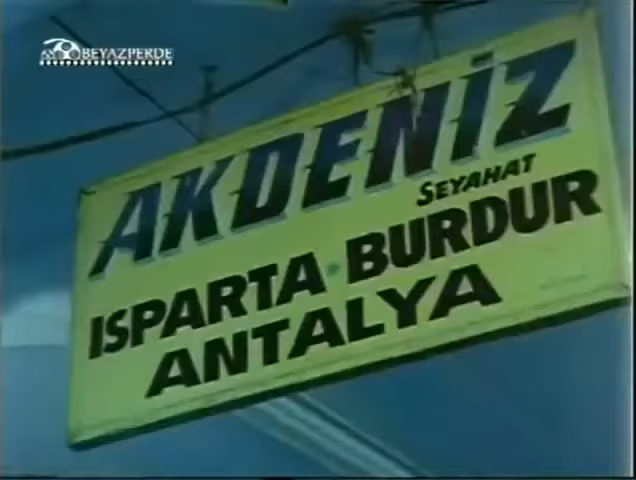 BEYAZPERDE
AKDENİZ
SEYAHAT
ISPARTA • BURDUR
ANTALYA